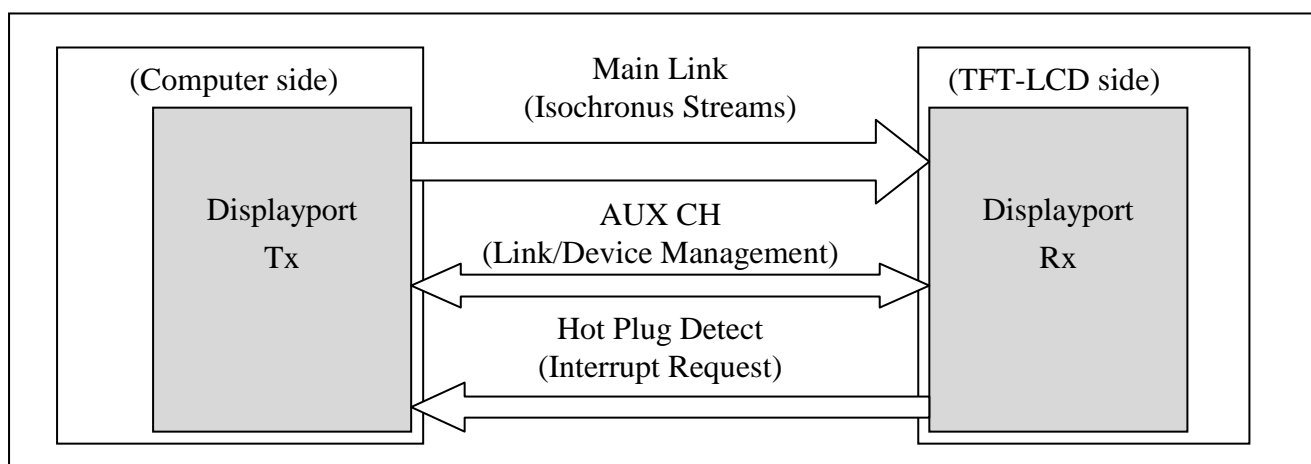 (Computer side)
Displayport
Tx
Main Link
(Isochronus Streams)
AUX CH
(Link/Device Management)
Hot Plug Detect
(Interrupt Request)
(TFT-LCD side)
Displayport
Rx